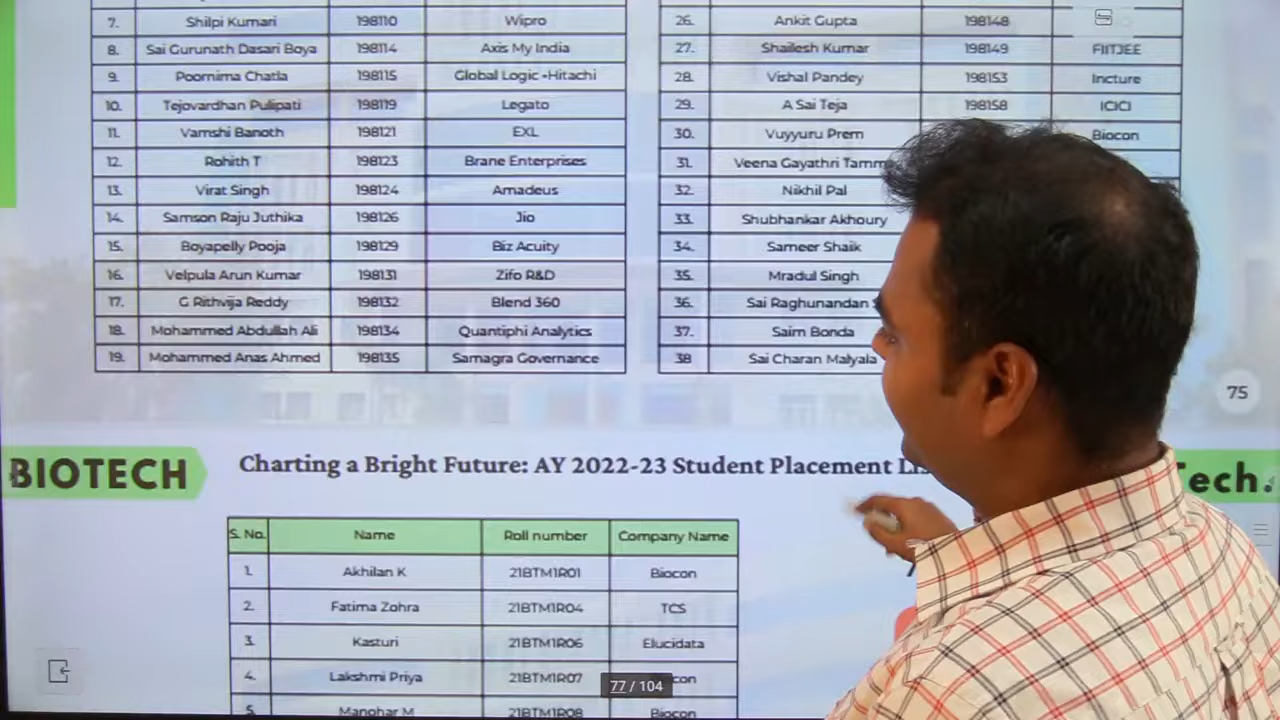 7. Shilpi Kumari 198110 Wipro
8. Sai Gurunath Dasari Boya 198114 Axis My India
9. Poornima Chatla 198115 Global Logic -Hitachi
10. Tejovardhan Pulipati 198119 Legato
11. Vamshi Banoth 198121 EXL
12. Rohith T 198123 Brane Enterprises
13. Virat Singh 198124 Amadeus
14. Samson Raju Juthika 198126 Jio
15. Boyapelly Pooja 198129 Biz Acuity
16. Velpula Arun Kumar 198131 Zifo R&D
17. G Rithvija Reddy 198132 Blend 360
18. Mohammed Abdullah Ali 198134 Quantiphi Analytics
19. Mohammed Anas Ahmed 198135 Samagra Governance
26. Ankit Gupta 198148
27. Shailesh Kumar 198149 FIITJEE
28. Vishal Pandey 198153 Incture
29. A Sai Teja 198158 ICICI
30. Vuyyuru Prem Biocon
31. Veena Gayathri
32. Nikhil Pal
33. Shubhankar Akhoury
34. Sameer Shaik
35. Mradul Singh
36. Sai Raghunandan
37. Saim Bonda
38 Sai Charan Malyala
75
BIOTECH
Charting a Bright Future: AY 2022-23 Student Placement
Tech.
S. No. Name Roll number Company Name
1. Akhilan K 21BTM1R01 Biocon
2. Fatima Zohra 21BTM1R04 TCS
3. Kasturi 21BTM1R06 Elucidata
4. Lakshmi Priya 21BTM1R07 con
5. Manohar M 21BTM1R08 Biocon
77 / 104